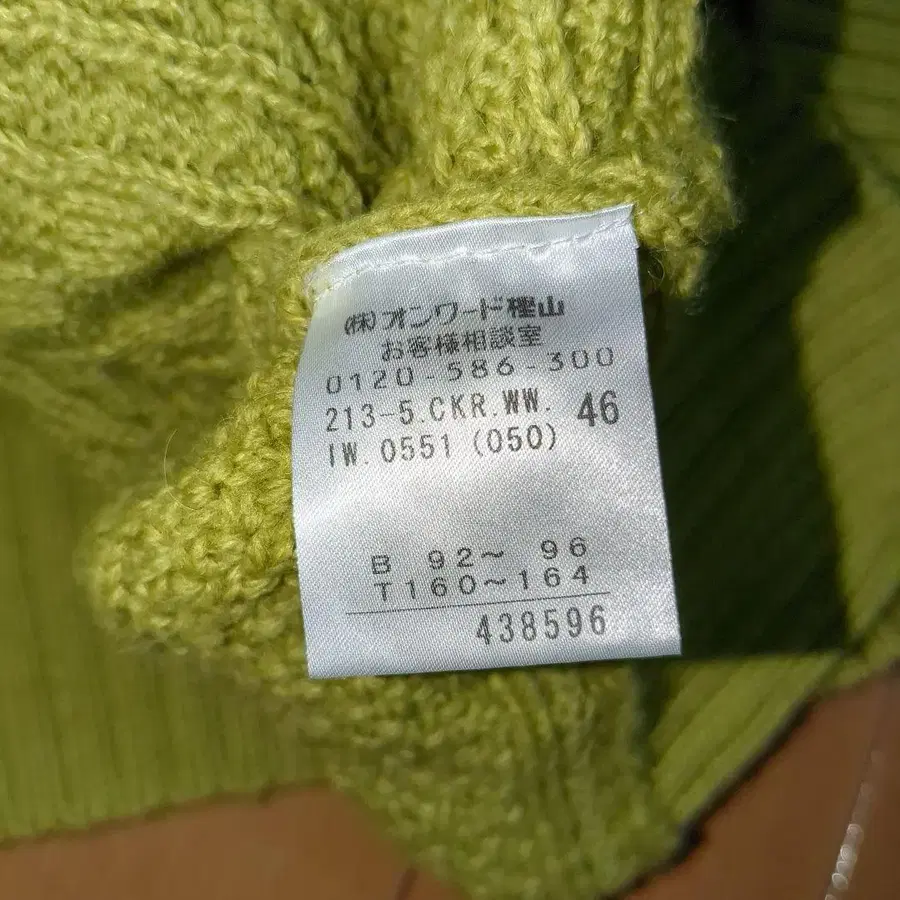 (株)オンワード樫山
お客様相談室
0120-586-300
213-5.CKR.WW. 46
IW. 0551 (050)
B 92～ 96
T160～164
438596